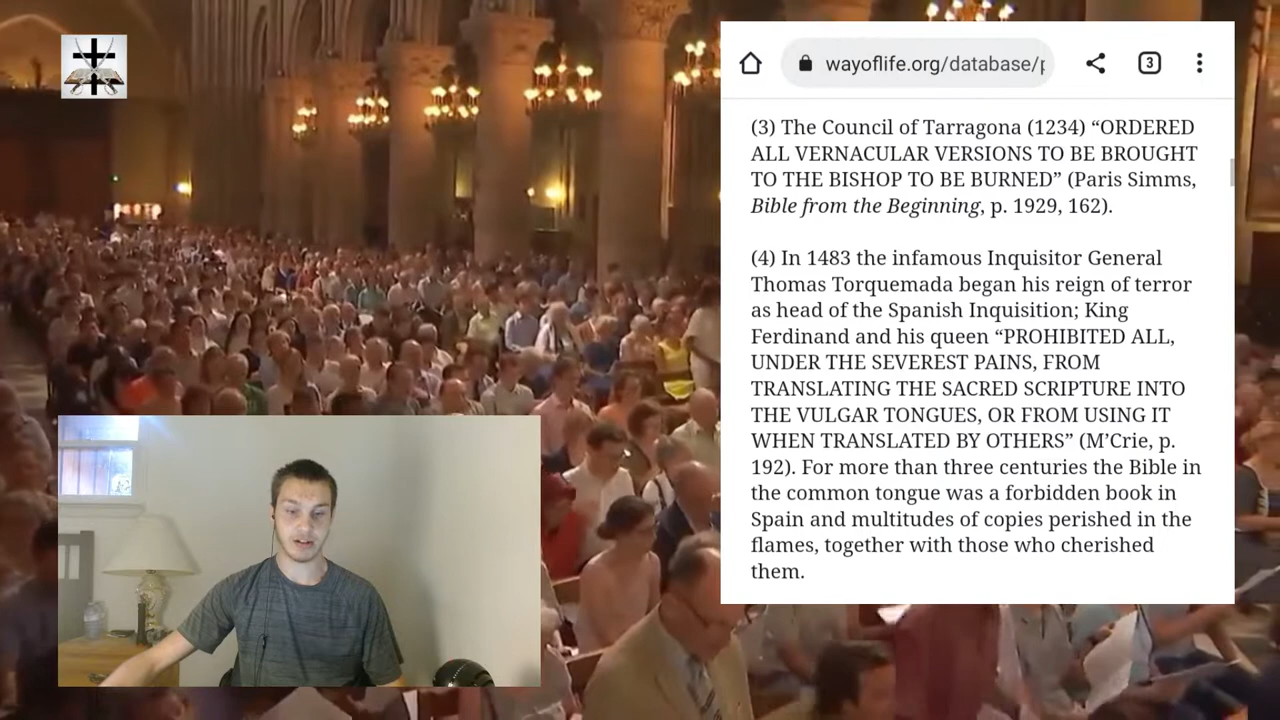 wayoflife.org/database/p
3
(3) The Council of Tarragona (1234) “ORDERED
ALL VERNACULAR VERSIONS TO BE BROUGHT
TO THE BISHOP TO BE BURNED” (Paris Simms,
Bible from the Beginning, p. 1929, 162).
(4) In 1483 the infamous Inquisitor General
Thomas Torquemada began his reign of terror
as head of the Spanish Inquisition; King
Ferdinand and his queen “PROHIBITED ALL,
UNDER THE SEVEREST PAINS, FROM
TRANSLATING THE SACRED SCRIPTURE INTO
THE VULGAR TONGUES, OR FROM USING IT
WHEN TRANSLATED BY OTHERS” (M’Crie, p.
192). For more than three centuries the Bible in
the common tongue was a forbidden book in
Spain and multitudes of copies perished in the
flames, together with those who cherished
them.